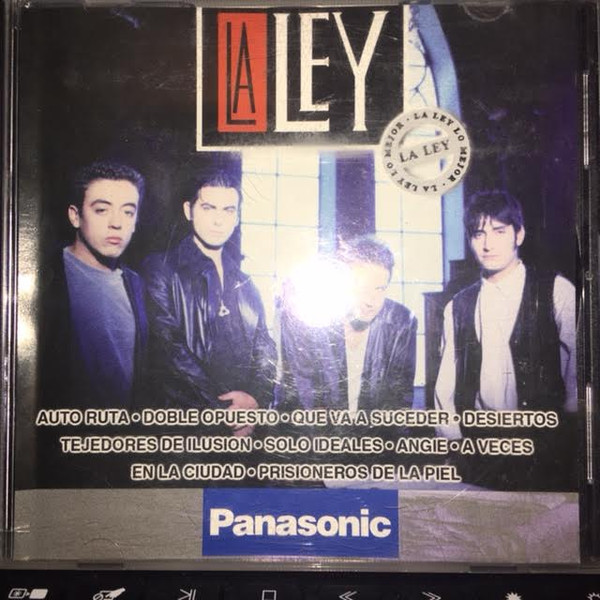 LA LEY
LA LEY LO MEJOR · LA LEY LO MEJOR ·
LA LEY
AUTO RUTA • DOBLE OPUESTO • QUE VA A SUCEDER • DESIERTOS
TEJEDORES DE ILUSION • SOLO IDEALES • ANGIE • A VECES
EN LA CIUDAD • PRISIONEROS DE LA PIEL
Panasonic